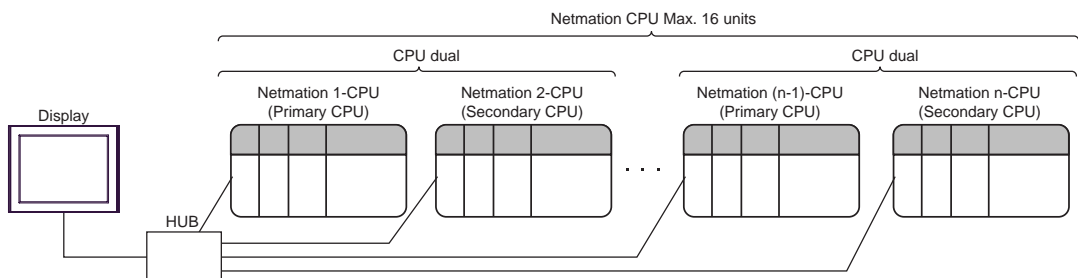 Netmation CPU Max. 16 units
CPU dual
CPU dual
Netmation 1-CPU
(Primary CPU)
Netmation 2-CPU
(Secondary CPU)
Netmation (n-1)-CPU
(Primary CPU)
Netmation n-CPU
(Secondary CPU)
Display
. . .
HUB